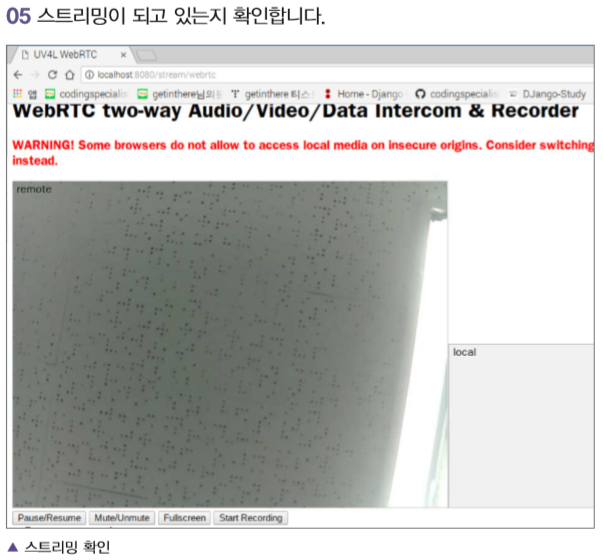 05 스트리밍이 되고 있는지 확인합니다.
UV4L WebRTC ×
localhost:8080/stream/webrtc
앱 codingspecialis getinthere님의 T getinthere 티스 Home - Django codingspecialis DJango-Study
WebRTC two-way Audio/Video/Data Intercom & Recorder
WARNING! Some browsers do not allow to access local media on insecure origins. Consider switching
instead.
remote
local
Pause/Resume Mute/Unmute Fullscreen Start Recording
▲ 스트리밍 확인